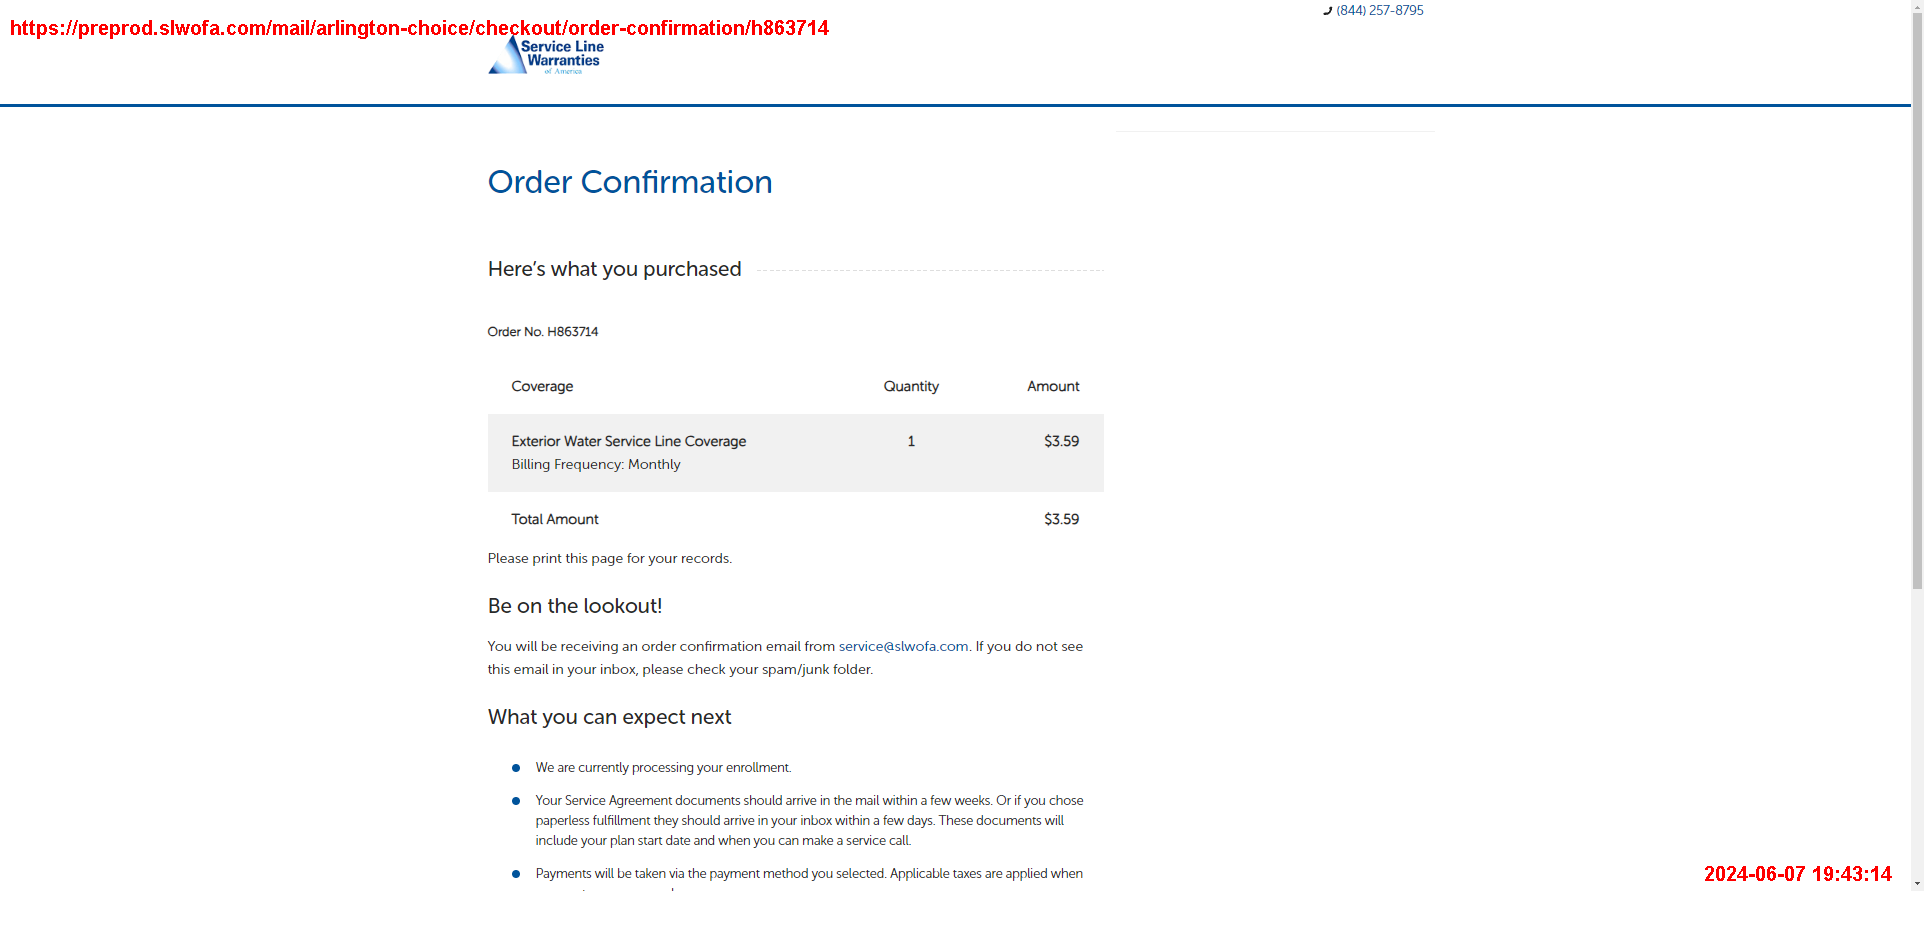 (844) 257-8795
https://preprod.slwofa.com/mail/arlington-choice/checkout/order-confirmation/h863714
Service Line
Warranties
of America
Order Confirmation
Here's what you purchased
Order No. H863714
Coverage Quantity Amount
Exterior Water Service Line Coverage 1 $3.59
Billing Frequency: Monthly
Total Amount $3.59
Please print this page for your records.
Be on the lookout!
You will be receiving an order confirmation email from service@slwofa.com. If you do not see
this email in your inbox, please check your spam/junk folder.
What you can expect next
We are currently processing your enrollment.
Your Service Agreement documents should arrive in the mail within a few weeks. Or if you chose
paperless fulfillment they should arrive in your inbox within a few days. These documents will
include your plan start date and when you can make a service call.
Payments will be taken via the payment method you selected. Applicable taxes are applied when
2024-06-07 19:43:14